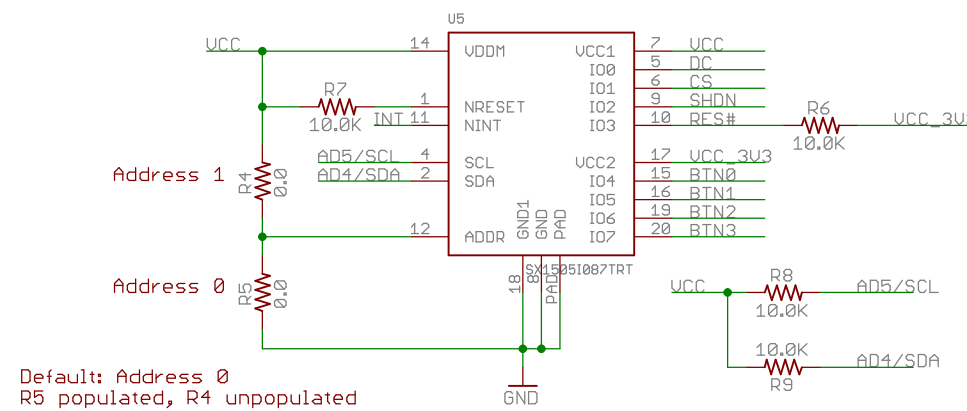 U5
VCC 14 VDDM VCC1 7 VCC
IO0 5 DC
IO1 6 CS
R7 1 NRESET IO2 9 SHDN R6
10.0K INT 11 NINT IO3 10 RES# VCC_3V3
10.0K
AD5/SCL 4 SCL VCC2 17 VCC_3V3
Address 1 R4 0.0 AD4/SDA 2 SDA IO4 15 BTN0
IO5 16 BTN1
IO6 19 BTN2
12 ADDR GND1 GND PAD IO7 20 BTN3
SX1505I087TRT
18 8 PAD
Address 0 R5 0.0
VCC R8 AD5/SCL
10.0K
10.0K AD4/SDA
R9
Default: Address 0
R5 populated, R4 unpopulated
GND